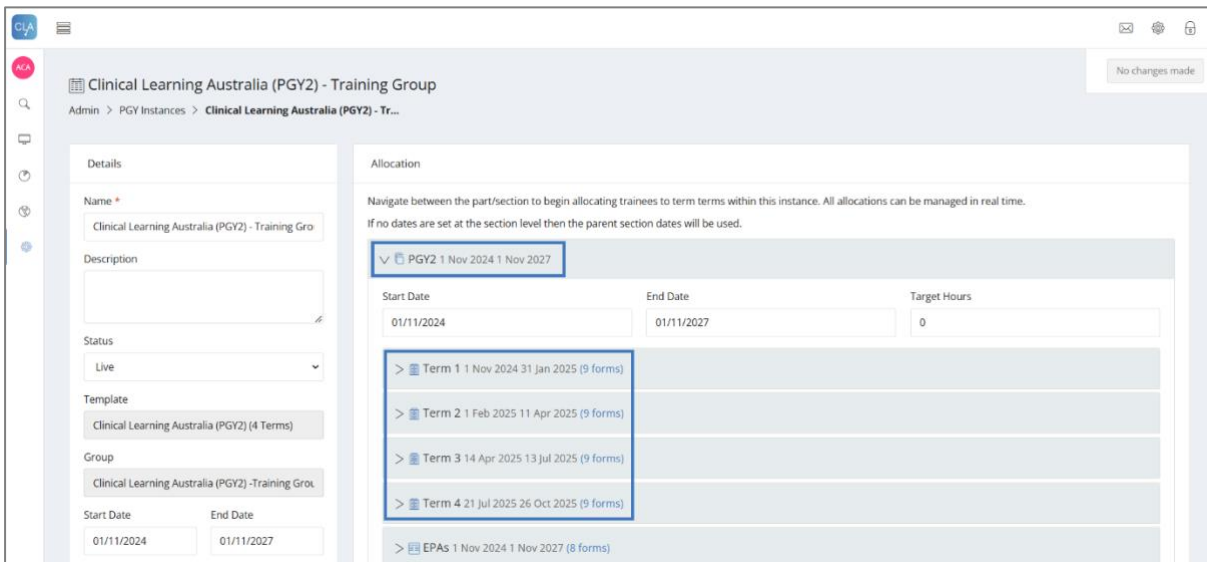 CLA
ACA
No changes made
Clinical Learning Australia (PGY2) - Training Group
Admin > PGY Instances > Clinical Learning Australia (PGY2) - Tr...
Details
Name *
Clinical Learning Australia (PGY2) - Training Gro
Description
Status
Live
Template
Clinical Learning Australia (PGY2) (4 Terms)
Group
Clinical Learning Australia (PGY2) -Training Grou
Start Date End Date
01/11/2024 01/11/2027
Allocation
Navigate between the part/section to begin allocating trainees to term terms within this instance. All allocations can be managed in real time.
If no dates are set at the section level then the parent section dates will be used.
PGY2 1 Nov 2024 1 Nov 2027
Start Date End Date Target Hours
01/11/2024 01/11/2027 0
> Term 1 1 Nov 2024 31 Jan 2025 (9 forms)
> Term 2 1 Feb 2025 11 Apr 2025 (9 forms)
> Term 3 14 Apr 2025 13 Jul 2025 (9 forms)
> Term 4 21 Jul 2025 26 Oct 2025 (9 forms)
> EPAs 1 Nov 2024 1 Nov 2027 (8 forms)